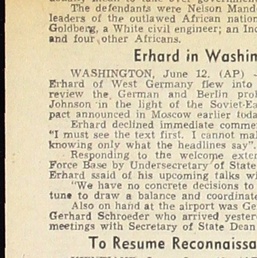 The defendants were Nelson Mand
leaders of the outlawed African nation
Goldberg, a White civil engineer; an Ind
and four other Africans.
Erhard in Washin
WASHINGTON, June 12. (AP) -
Erhard of West Germany flew into
review the German and Berlin pro
Johnson in the light of the Soviet-Ea
pact announced in Moscow earlier toda
Erhard declined immediate comme
"I must see the text first. I cannot mak
knowing only what the headlines say".
Responding to the welcome exten
Force Base by Undersecretary of State
Erhard ssaid of his upcoming talks wi
"We have no concrete decisions to
tune to draw a balance and coordinate
Also on hand at the airport was Ge
Gerhard Schroeder who arrived yester
meetings with Secretary of State Dean
To Resume Reconnaissa